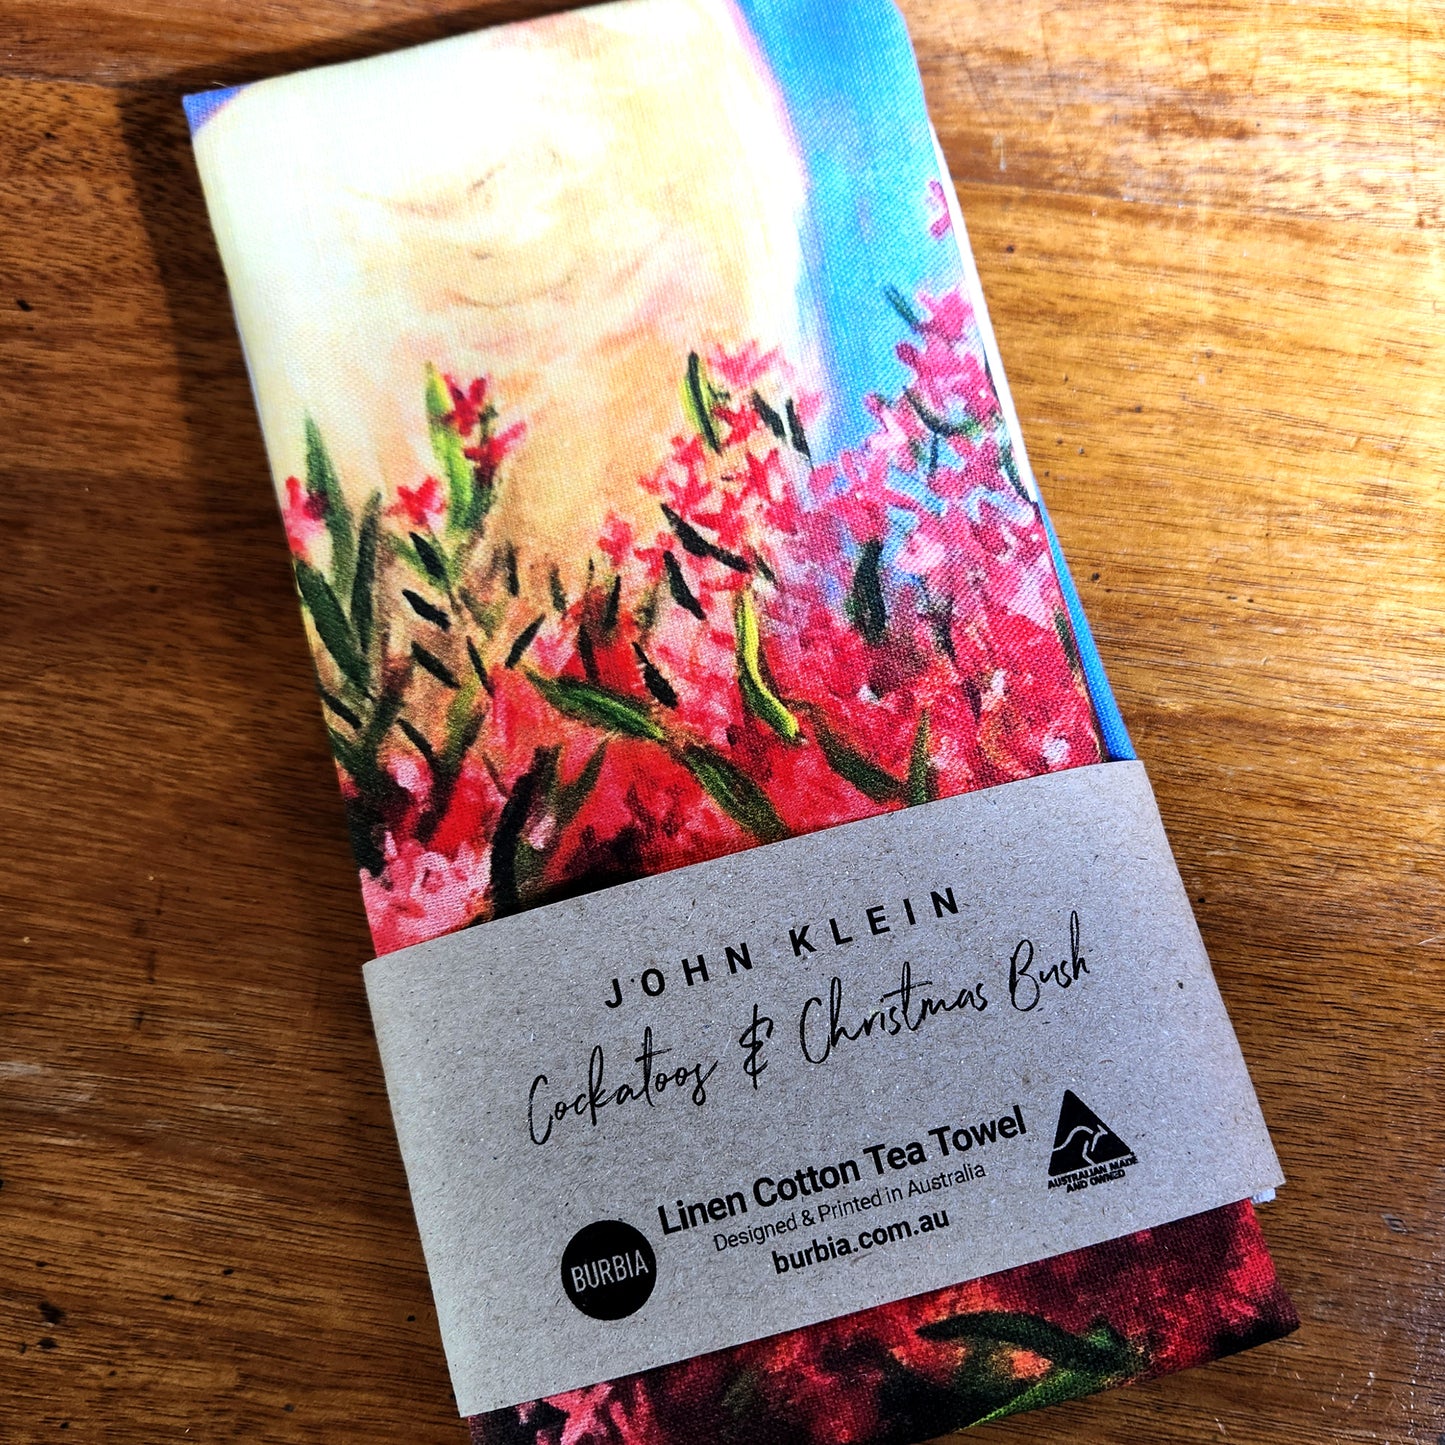 JOHN KLEIN
Cockatoos & Christmas Bush
Linen Cotton Tea Towel
Designed & Printed in Australia
burbia.com.au
BURBIA
AUSTRALIAN MADE
AND OWNED